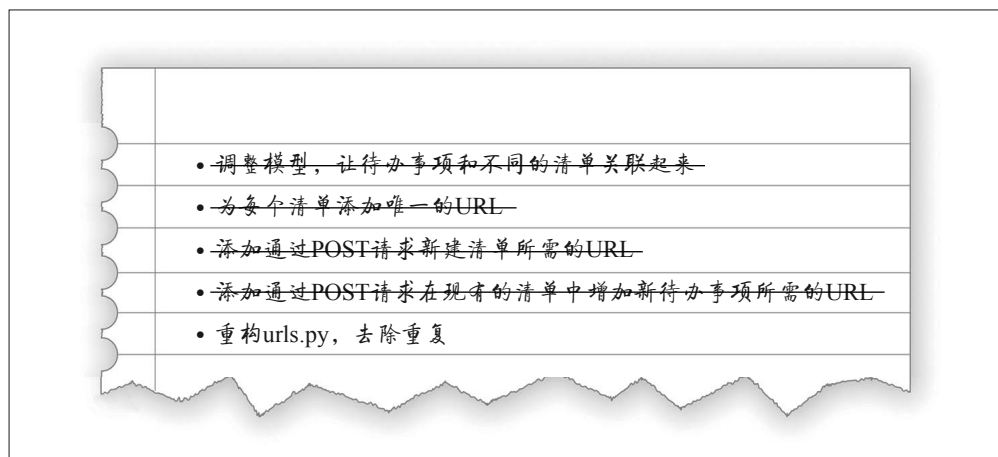 • 调整模型，让待办事项和不同的清单关联起来
• 为每个清单添加唯一的URL
• 添加通过POST请求新建清单所需的URL
• 添加通过POST请求在现有的清单中增加新待办事项所需的URL
• 重构urls.py，去除重复